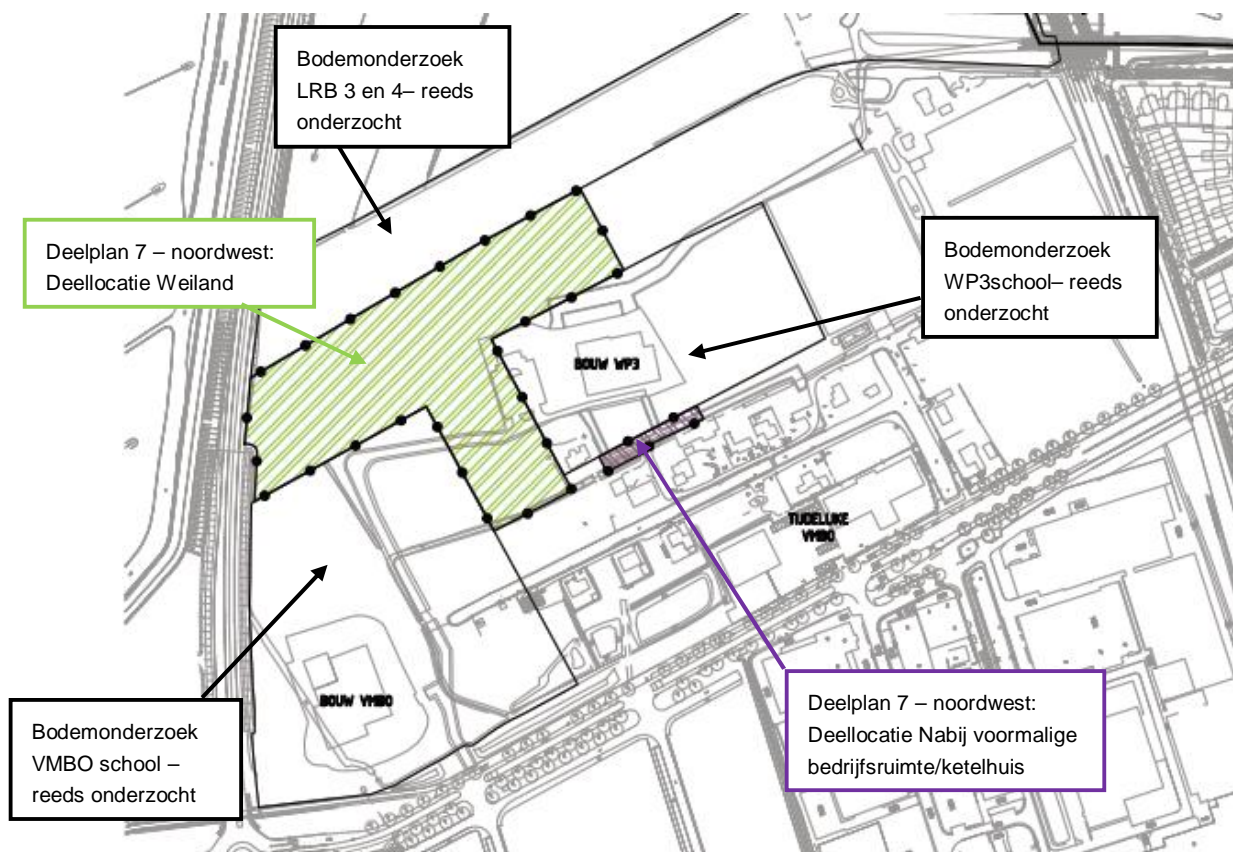 Bodemonderzoek
LRB 3 en 4– reeds
onderzocht
Deelplan 7 – noordwest:
Deellocatie Weiland
Bodemonderzoek
WP3school– reeds
onderzocht
BOUW WP3
TIJDELIJKE
VMBO
BOUW VMBO
Bodemonderzoek
VMBO school –
reeds onderzocht
Deelplan 7 – noordwest:
Deellocatie Nabij voormalige
bedrijfsruimte/ketelhuis